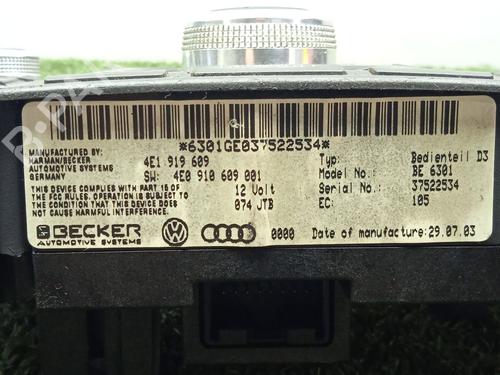 *6301GE037522534*
MANUFACTURED BY:
HARMAN/BECKER
AUTOMOTIVE SYSTEMS
GERMANY
4E1 919 609
SW: 4E0 910 609 001
Typ: Bedienteil D3
Model No.: BE 6301
THIS DEVICE COMPLIES WITH PART 15 OF
THE FCC RULES. OPERATION IS SUBJECT TO
THE CONDITION THAT THIS DEVICE
DOES NOT CAUSE
12 Volt
074 JTB
Serial No.: 37522534
EC: 105
BECKER
AUTOMOTIVE SYSTEMS
0000
Date of manufacture: 29.07.03